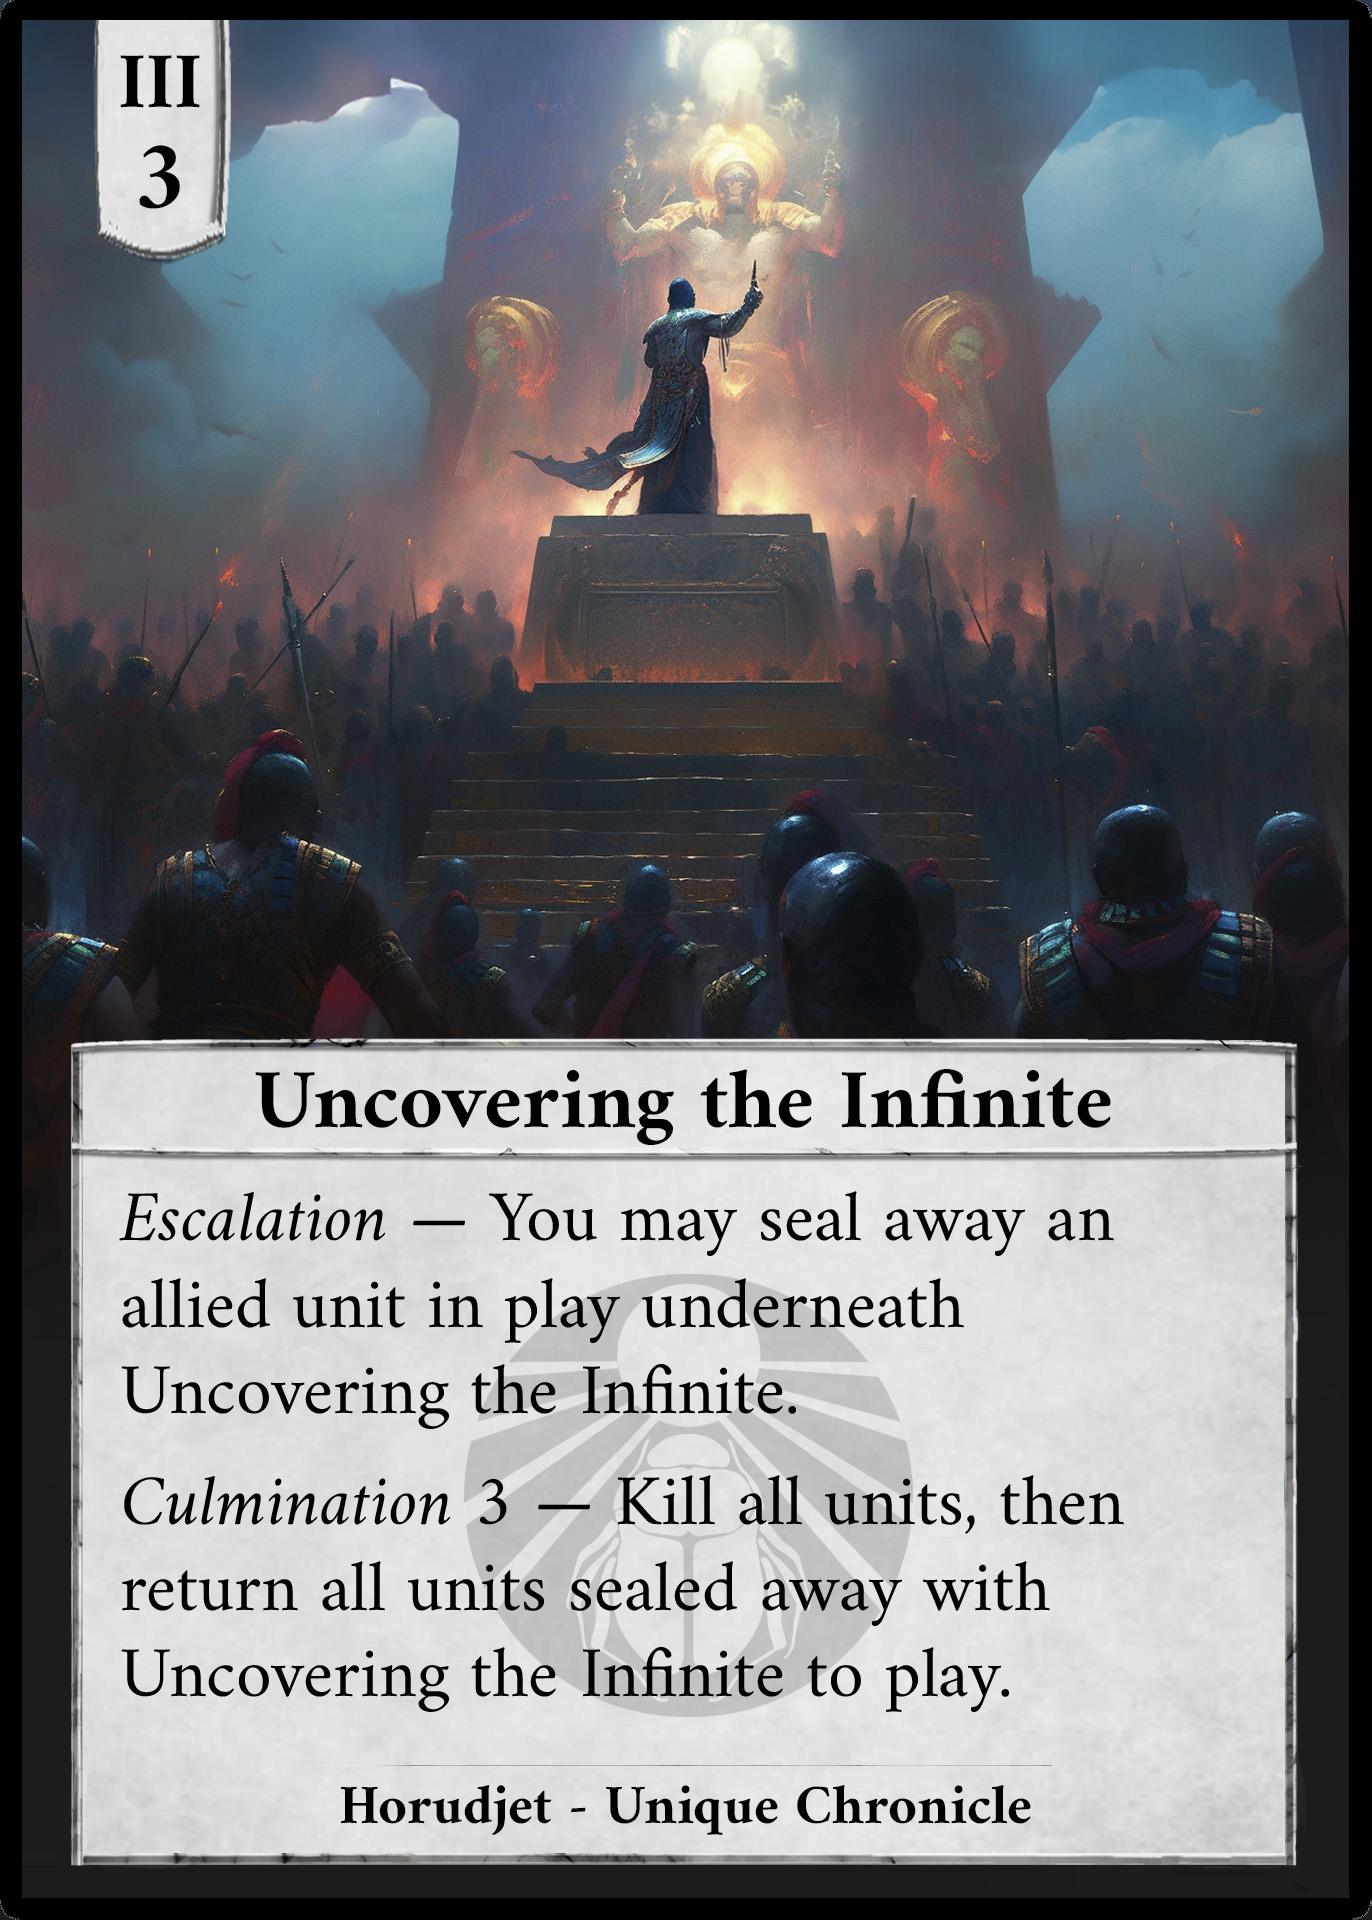 III
3
Uncovering the Infinite
Escalation — You may seal away an
allied unit in play underneath
Uncovering the Infinite.
Culmination 3 — Kill all units, then
return all units sealed away with
Uncovering the Infinite to play.
Horudjet - Unique Chronicle